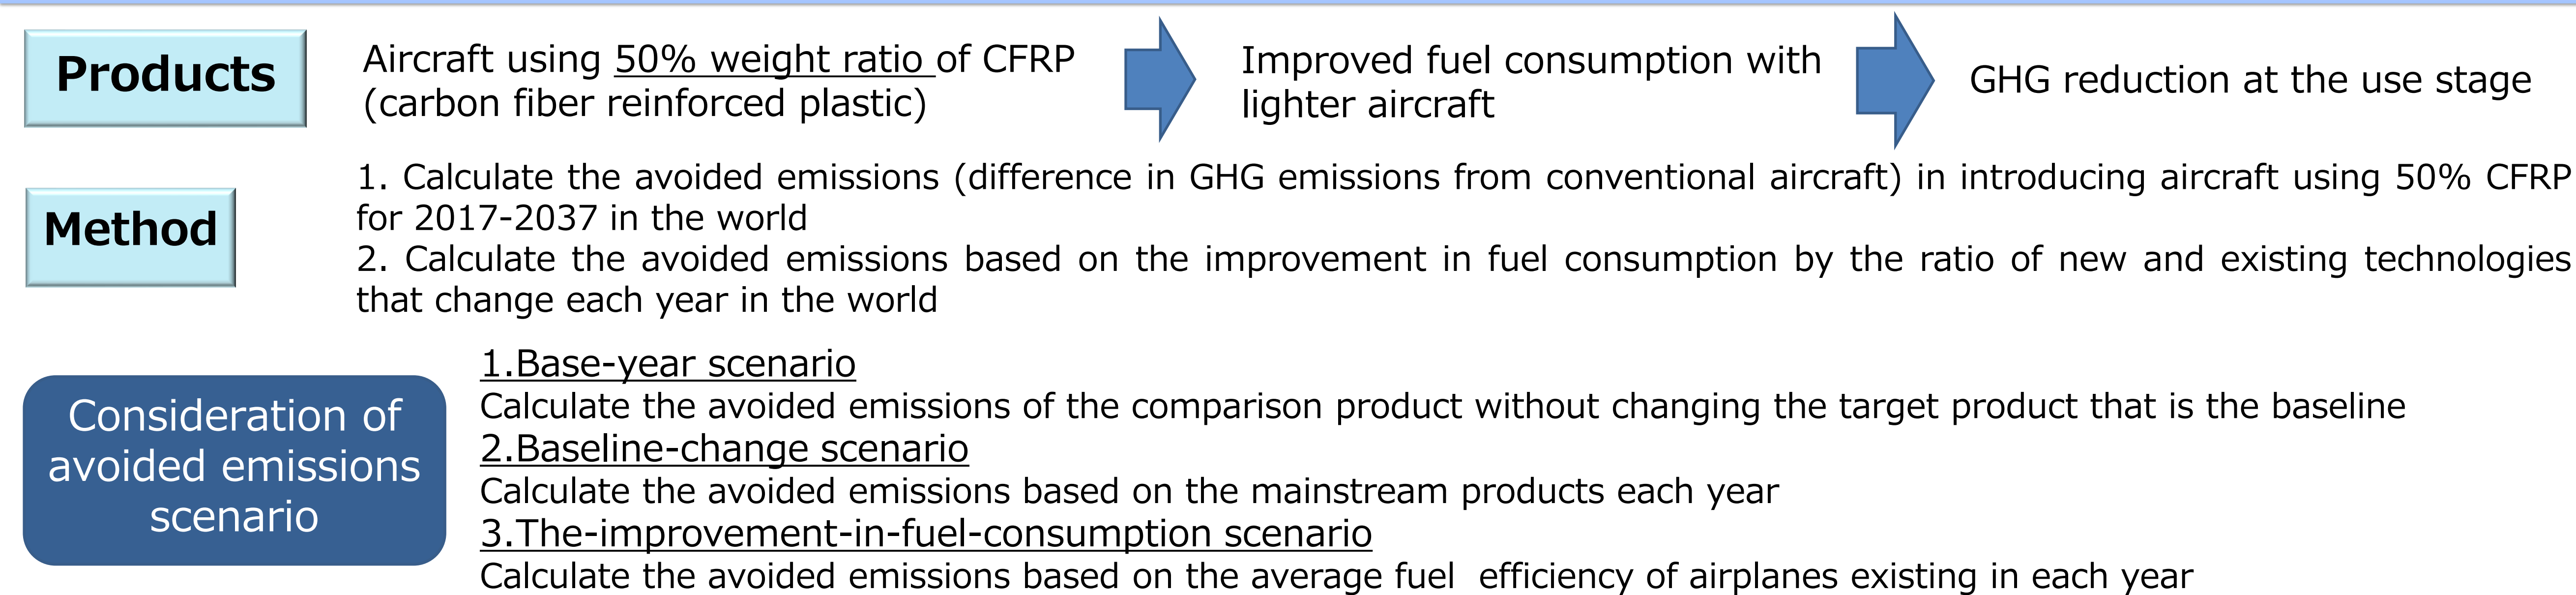 Products
Aircraft using 50% weight ratio of CFRP
(carbon fiber reinforced plastic)
Improved fuel consumption with
lighter aircraft
GHG reduction at the use stage
Method
1. Calculate the avoided emissions (difference in GHG emissions from conventional aircraft) in introducing aircraft using 50% CFRP
for 2017-2037 in the world
2. Calculate the avoided emissions based on the improvement in fuel consumption by the ratio of new and existing technologies
that change each year in the world
Consideration of
avoided emissions
scenario
1.Base-year scenario
Calculate the avoided emissions of the comparison product without changing the target product that is the baseline
2.Baseline-change scenario
Calculate the avoided emissions based on the mainstream products each year
3.The-improvement-in-fuel-consumption scenario
Calculate the avoided emissions based on the average fuel efficiency of airplanes existing in each year